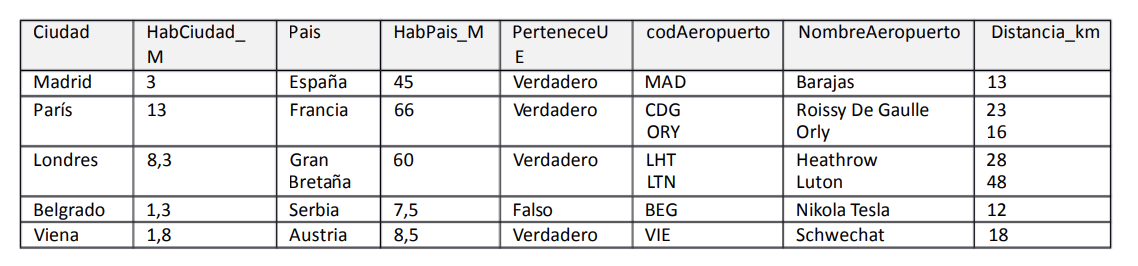 Ciudad HabCiudad_ Pais HabPais_M PerteneceU codAeropuerto NombreAeropuerto Distancia_km
M E
Madrid 3 España 45 Verdadero MAD Barajas 13
París 13 Francia 66 Verdadero CDG Roissy De Gaulle 23
ORY Orly 16
Londres 8,3 Gran 60 Verdadero LHT Heathrow 28
Bretaña LTN Luton 48
Belgrado 1,3 Serbia 7,5 Falso BEG Nikola Tesla 12
Viena 1,8 Austria 8,5 Verdadero VIE Schwechat 18